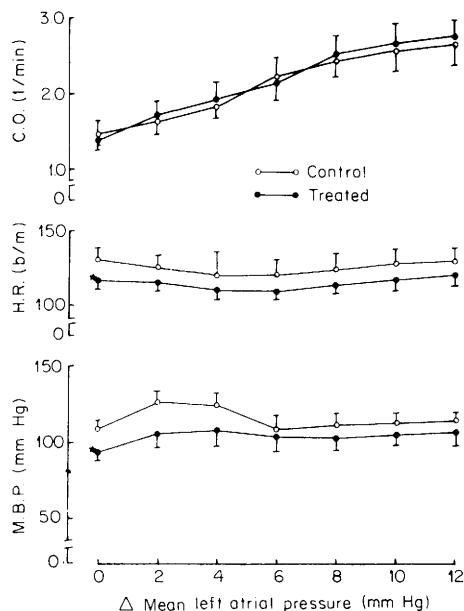 C.O. (l/min)
3.0
2.0
1.0
0
Control
Treated
H.R. (b/m)
150
100
0
M.B.P. (mm Hg)
150
100
50
0
0 2 4 6 8 10 12
△ Mean left atrial pressure (mm Hg)